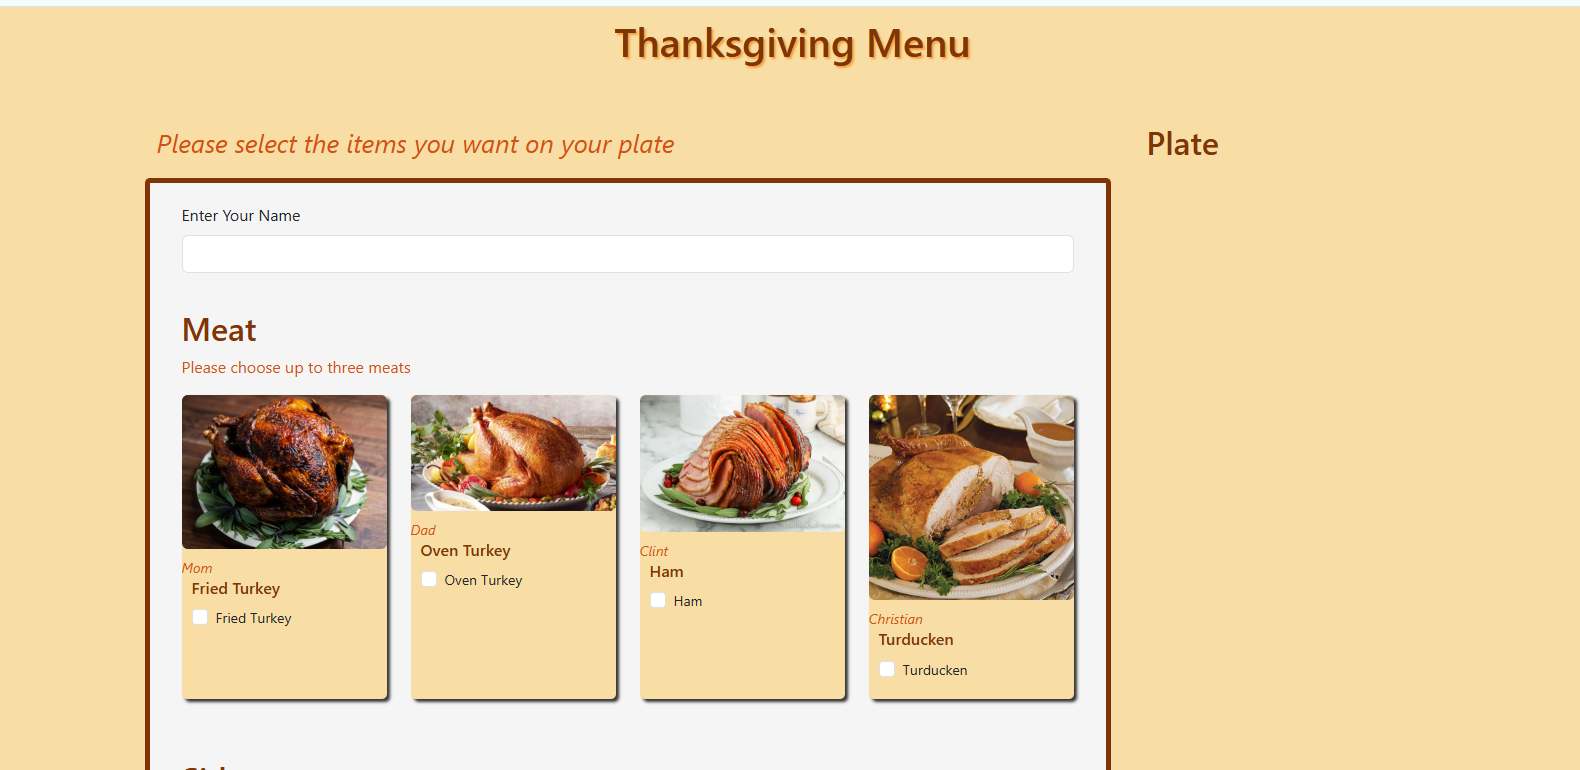 Thanksgiving Menu
Please select the items you want on your plate
Plate
Enter Your Name
Meat
Please choose up to three meats
Mom
Fried Turkey
Fried Turkey
Dad
Oven Turkey
Oven Turkey
Clint
Ham
Ham
Christian
Turducken
Turducken